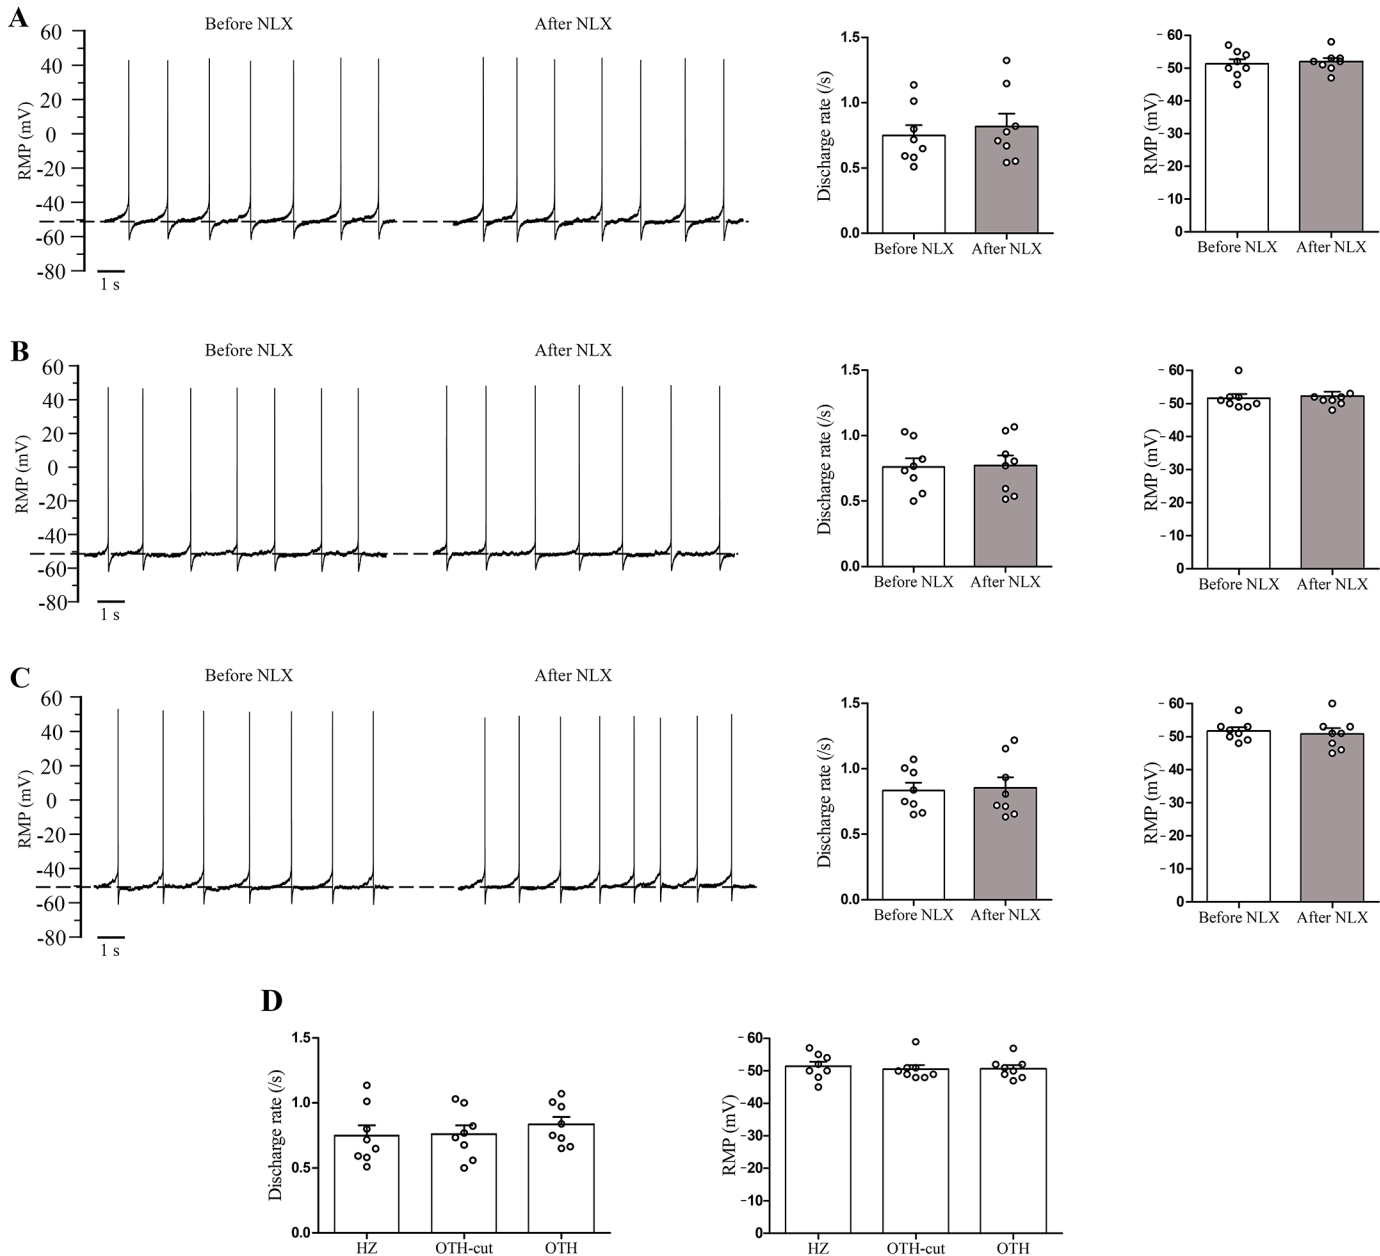 A
Before NLX
After NLX
RMP (mV)
60
40
20
0
-20
-40
-60
-80
1 s
Discharge rate (/s)
1.5
1.0
0.5
0.0
Before NLX
After NLX
RMP (mV)
- 60
- 50
- 40
- 30
- 20
- 10
0
Before NLX
After NLX
B
Before NLX
After NLX
RMP (mV)
60
40
20
0
-20
-40
-60
-80
1 s
Discharge rate (/s)
1.5
1.0
0.5
0.0
Before NLX
After NLX
RMP (mV)
- 60
- 50
- 40
- 30
- 20
- 10
0
Before NLX
After NLX
C
Before NLX
After NLX
RMP (mV)
60
40
20
0
-20
-40
-60
-80
1 s
Discharge rate (/s)
1.5
1.0
0.5
0.0
Before NLX
After NLX
RMP (mV)
- 60
- 50
- 40
- 30
- 20
- 10
0
Before NLX
After NLX
D
Discharge rate (/s)
1.5
1.0
0.5
0.0
HZ
OTH-cut
OTH
RMP (mV)
- 60
- 50
- 40
- 30
- 20
- 10
0
HZ
OTH-cut
OTH